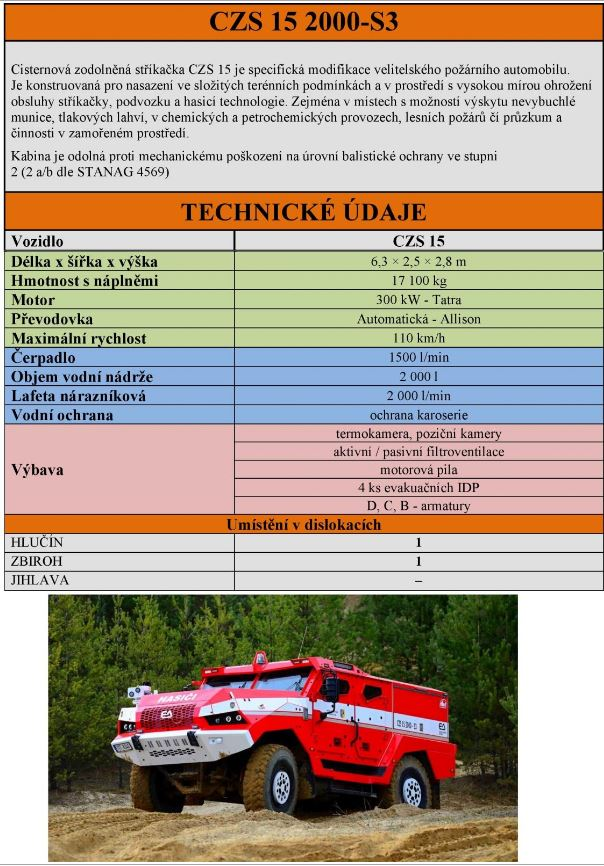 CZS 15 2000-S3
Cisternová zodolněná stříkačka CZS 15 je specifická modifikace velitelského požárního automobilu.
Je konstruovaná pro nasazení ve složitých terénních podmínkách a v prostředí s vysokou mírou ohrožení
obsluhy stříkačky, podvozku a hasicí technologie. Zejména v místech s možností výskytu nevybuchlé
munice, tlakových lahví, v chemických a petrochemických provozech, lesních požárů čí průzkum a
činnosti v zamořeném prostředí.
Kabina je odolná proti mechanickému poškození na úrovní balistické ochrany ve stupni
2 (2 a/b dle STANAG 4569)
TECHNICKÉ ÚDAJE
Vozidlo CZS 15
Délka x šířka x výška 6,3 × 2,5 × 2,8 m
Hmotnost s náplněmi 17 100 kg
Motor 300 kW - Tatra
Převodovka Automatická - Allison
Maximální rychlost 110 km/h
Čerpadlo 1500 l/min
Objem vodní nádrže 2 000 l
Lafeta nárazníková 2 000 l/min
Vodní ochrana ochrana karoserie
Výbava termokamera, poziční kamery
aktivní / pasivní filtroventilace
motorová pila
4 ks evakuačních IDP
D, C, B - armatury
Umístění v dislokacích
HLUČÍN 1
ZBIROH 1
JIHLAVA –
HASIČI
CZS 15 2000 - S3